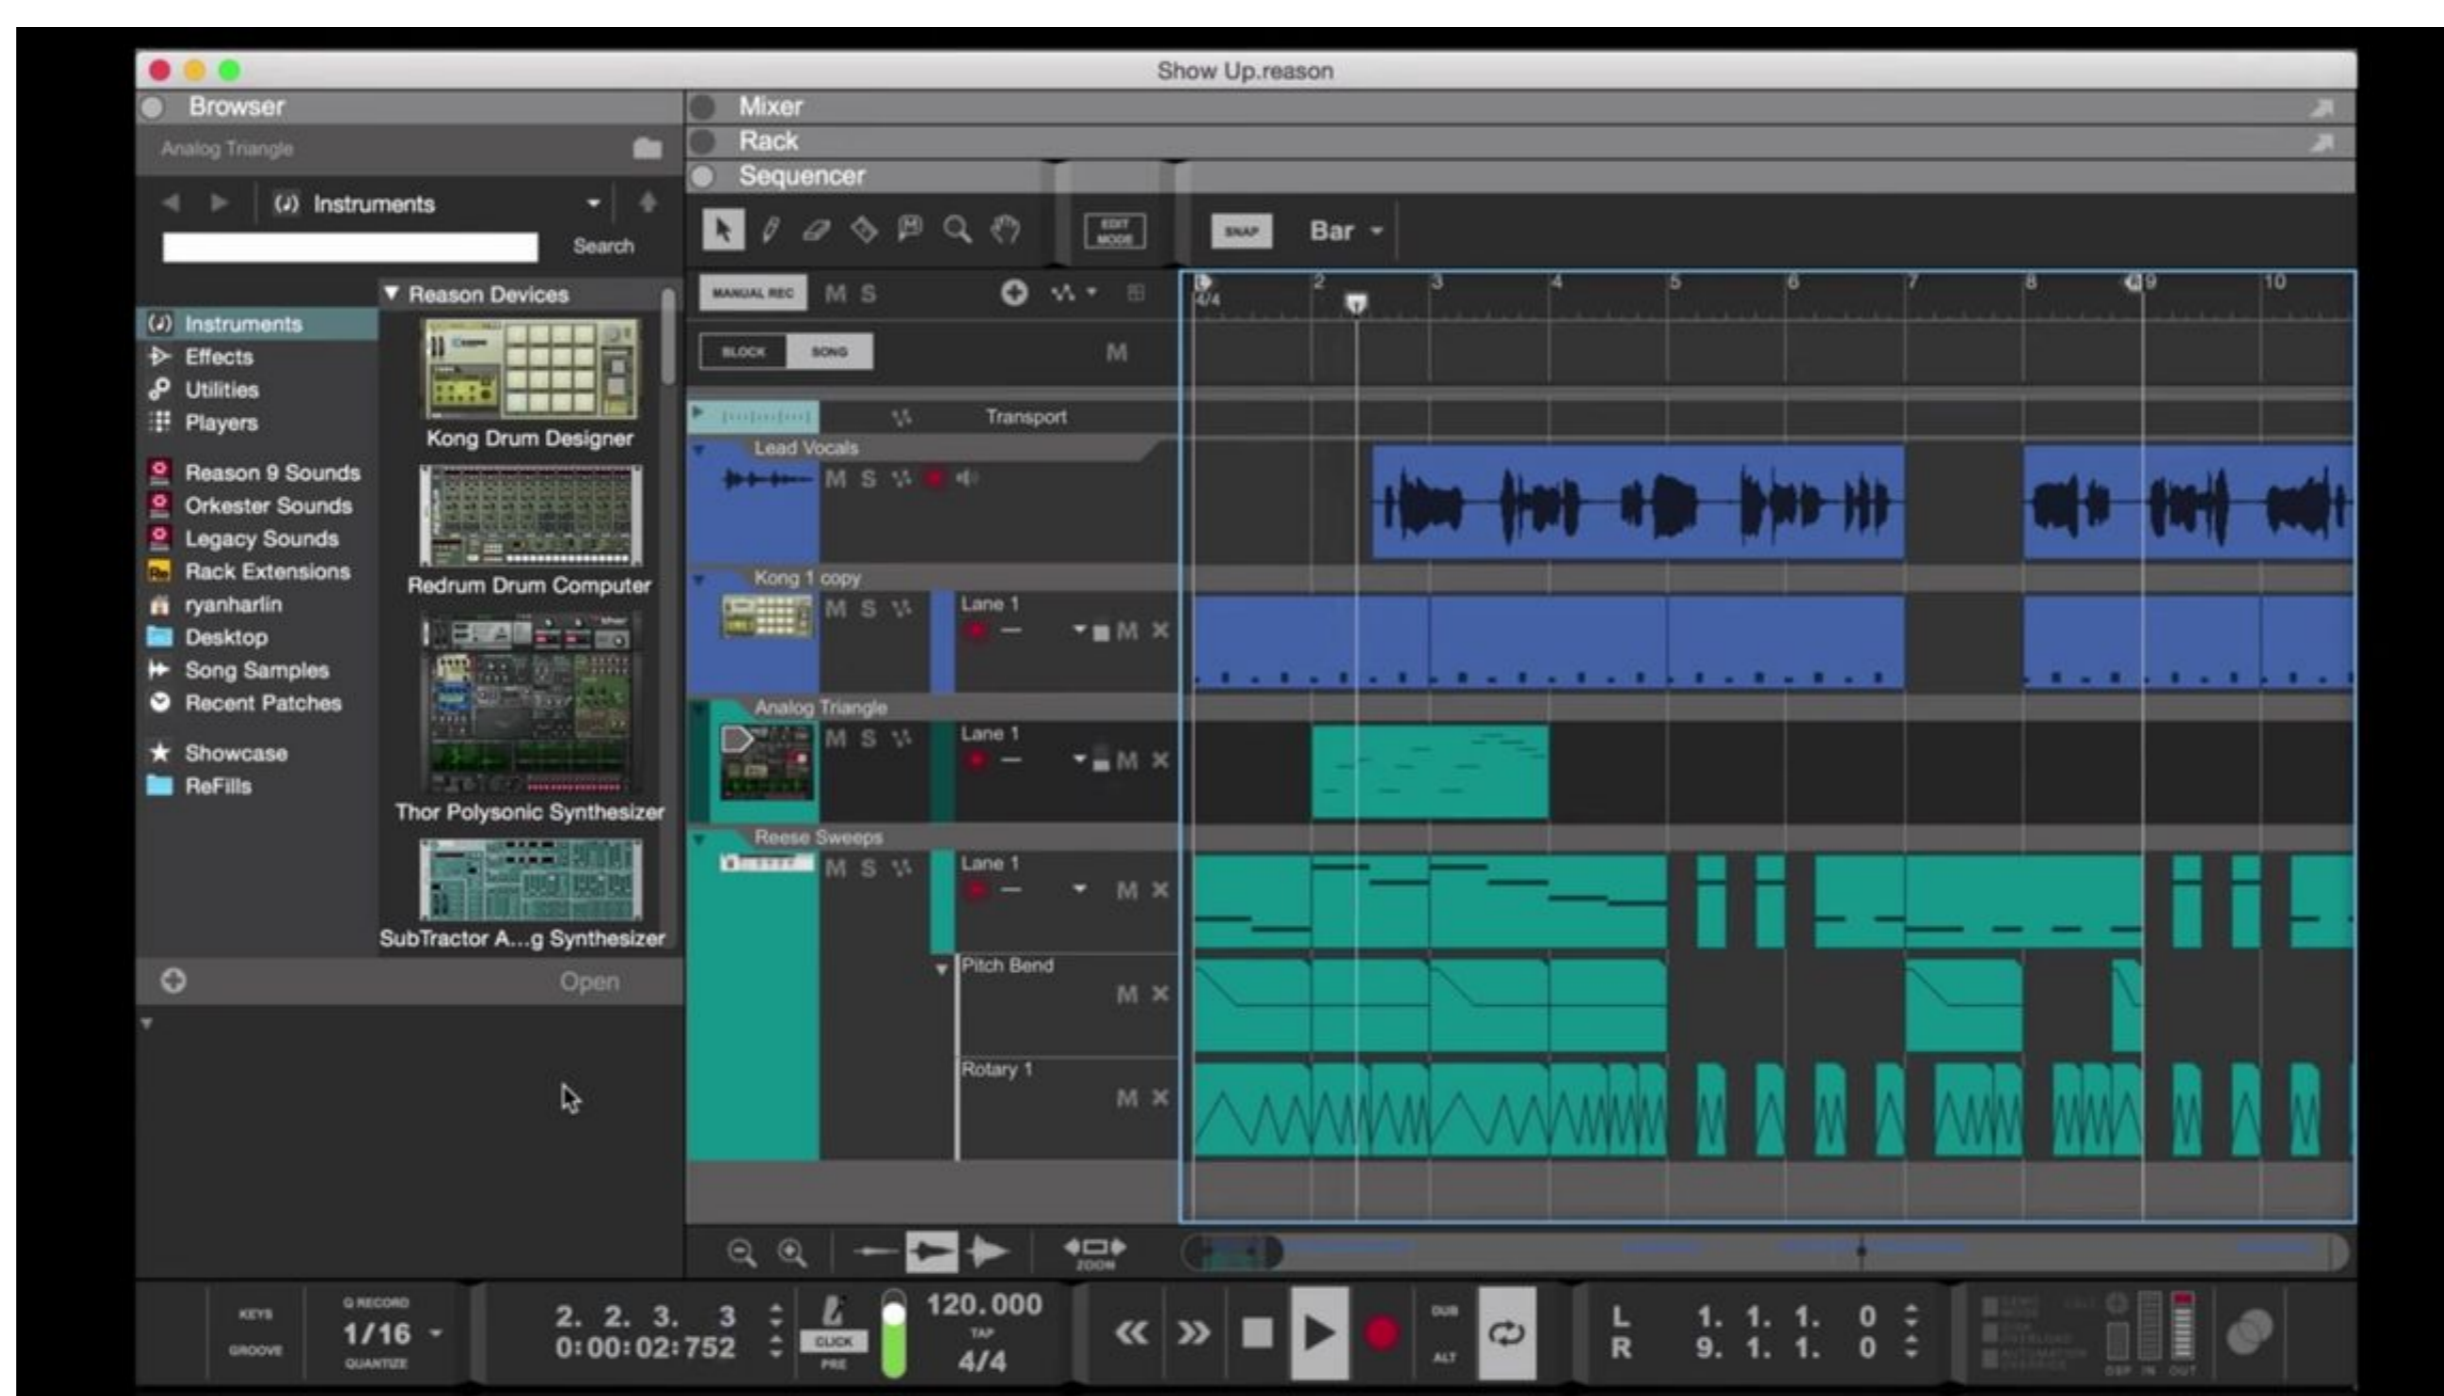 Show Up.reason
Browser
Mixer
Analog Triangle
Rack
Sequencer
Instruments
Search
EDIT MODE
SNAP
Bar
Reason Devices
Instruments
Effects
Utilities
Players
Reason 9 Sounds
Orkester Sounds
Legacy Sounds
Rack Extensions
ryanharlin
Desktop
Song Samples
Recent Patches
Showcase
ReFills
Kong Drum Designer
Redrum Drum Computer
Thor Polysonic Synthesizer
SubTractor A...g Synthesizer
Open
MANUAL REC M S
BLOCK SONG M
2 3 4 5 6 7 8 9 10
4/4
Transport
Lead Vocals
M S
Kong 1 copy
M S Lane 1
M
Analog Triangle
M S Lane 1
M
Reese Sweeps
M S Lane 1
M
Pitch Bend
M
Rotary 1
M
ZOON
KEYS
GROOVE
Q RECORD
1/16
QUANTIZE
2. 2. 3. 3
0:00:02:752
CLICK
PRE
120.000
TAP
4/4
DUB
ALT
L 1. 1. 1. 0
R 9. 1. 1. 0
DSP IN OUT